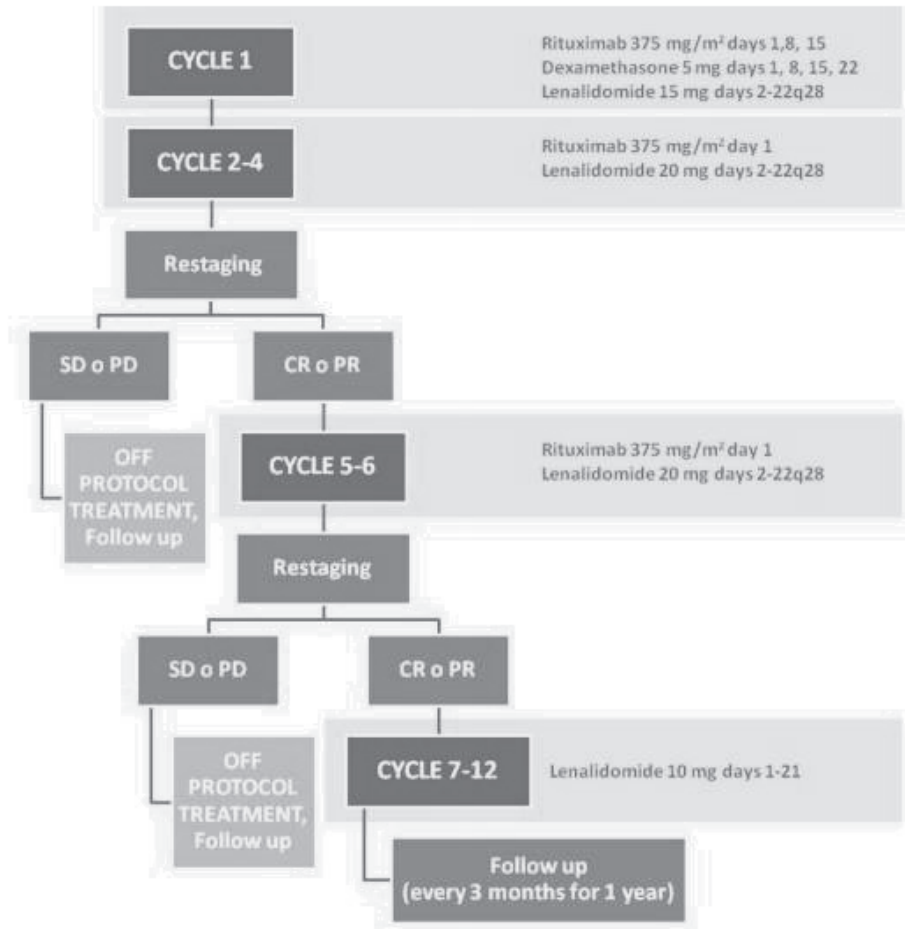 CYCLE 1
Rituximab 375 mg/m² days 1,8, 15
Dexamethasone 5 mg days 1, 8, 15, 22
Lenalidomide 15 mg days 2-22q28
CYCLE 2-4
Rituximab 375 mg/m² day 1
Lenalidomide 20 mg days 2-22q28
Restaging
SD o PD
CR o PR
OFF
PROTOCOL
TREATMENT,
Follow up
CYCLE 5-6
Rituximab 375 mg/m² day 1
Lenalidomide 20 mg days 2-22q28
Restaging
SD o PD
CR o PR
OFF
PROTOCOL
TREATMENT,
Follow up
CYCLE 7-12
Lenalidomide 10 mg days 1-21
Follow up
(every 3 months for 1 year)